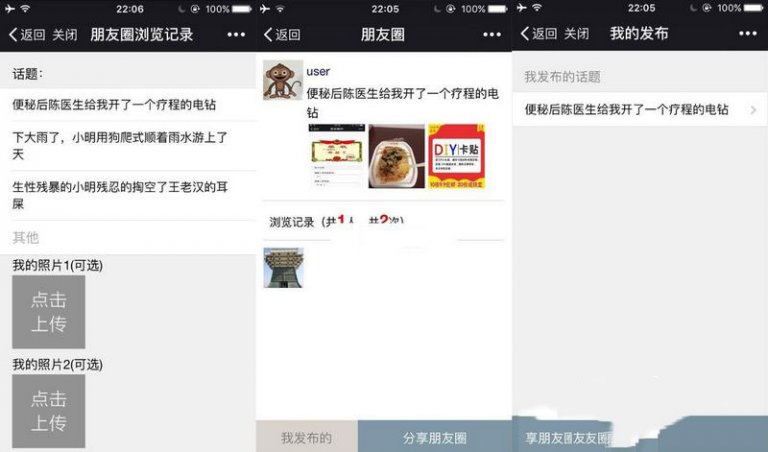 22:06
100%
返回 关闭 朋友圈浏览记录
话题:
便秘后陈医生给我开了一个疗程的电
钻
下大雨了，小明用狗爬式顺着雨水游上了
天
生性残暴的小明残忍的掏空了王老汉的耳
屎
其他
我的照片1(可选)
点击
上传
我的照片2(可选)
点击
上传
22:05
100%
返回 朋友圈
user
便秘后陈医生给我开了一个疗程的电
钻
DIY卡贴
浏览记录（共1人 共2次）
我发布的 分享朋友圈
22:05
100%
返回 关闭 我的发布
我发布的话题
便秘后陈医生给我开了一个疗程的电钻
享朋友圈友圈